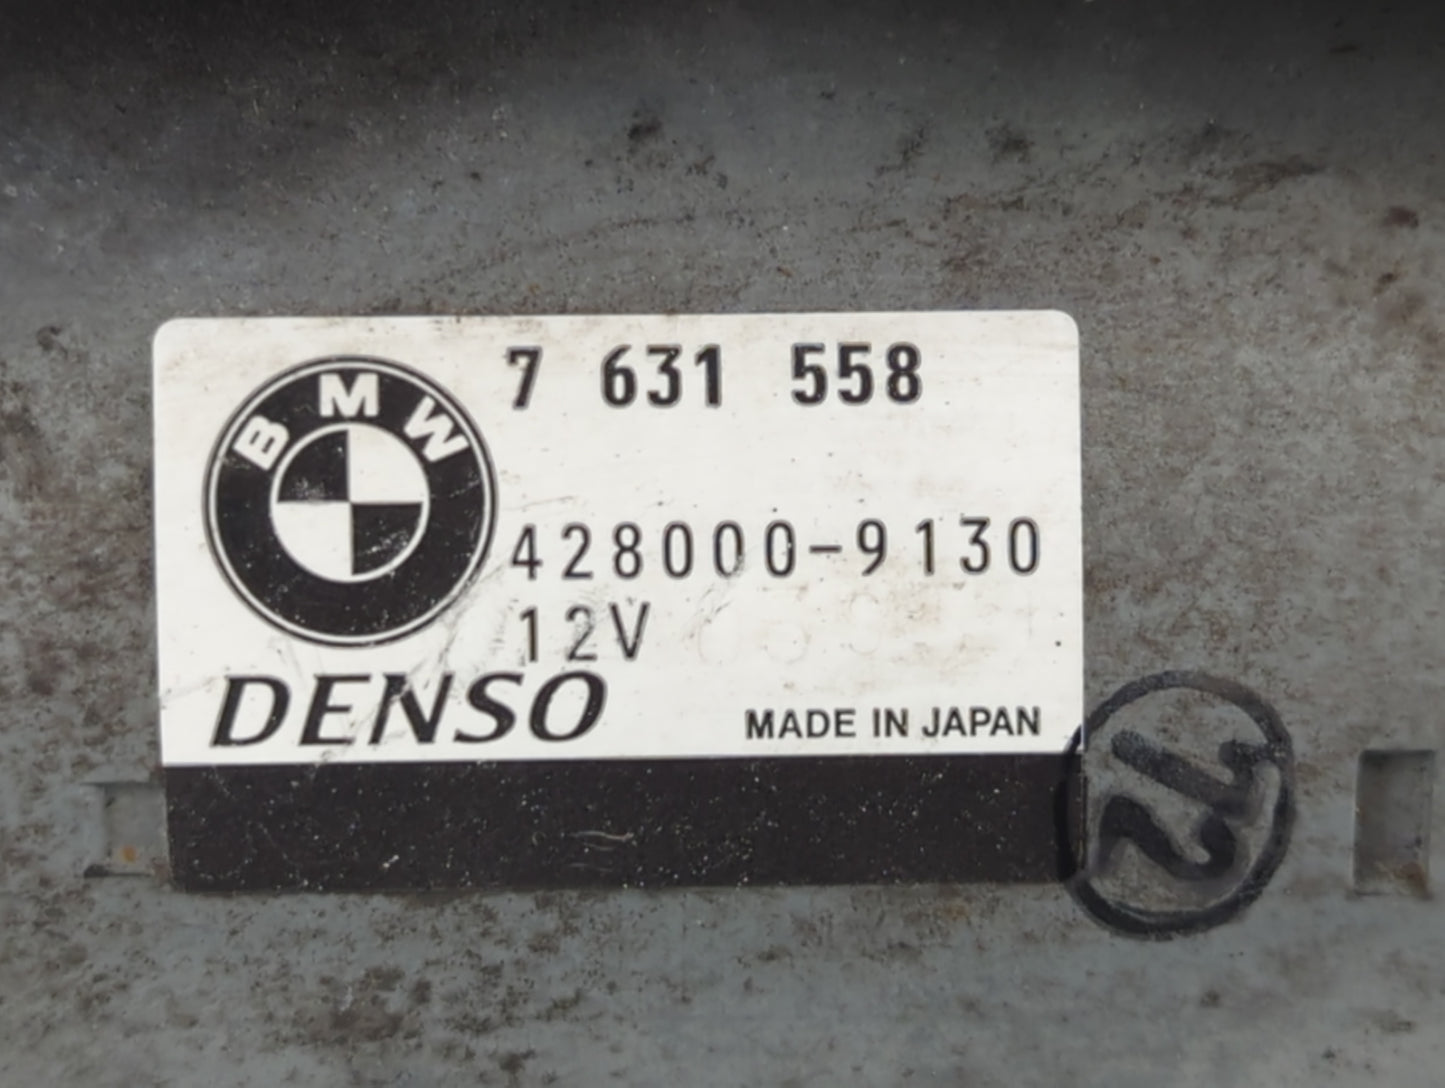 BMW
7 631 558
428000-9130
12V
DENSO
MADE IN JAPAN